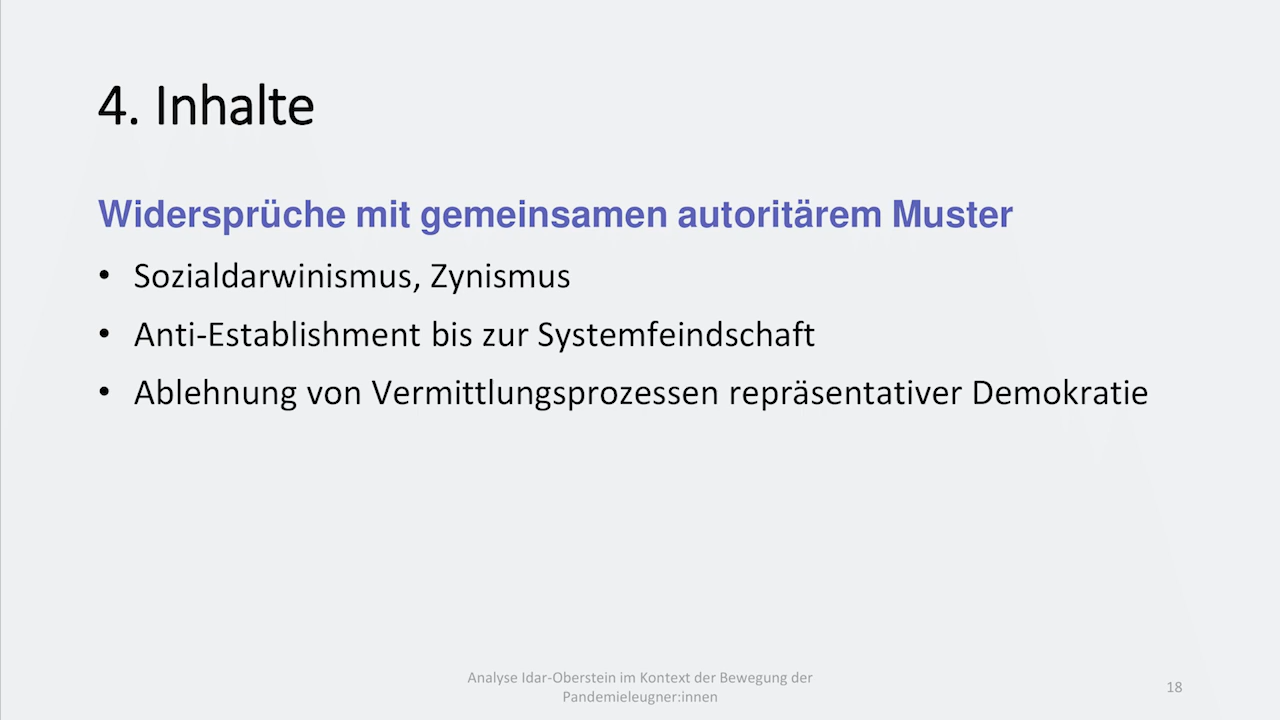 4. Inhalte
Widersprüche mit gemeinsamen autoritärem Muster
• Sozialdarwinismus, Zynismus
• Anti-Establishment bis zur Systemfeindschaft
• Ablehnung von Vermittlungsprozessen repräsentativer Demokratie
Analyse Idar-Oberstein im Kontext der Bewegung der
Pandemieleugner:innen
18